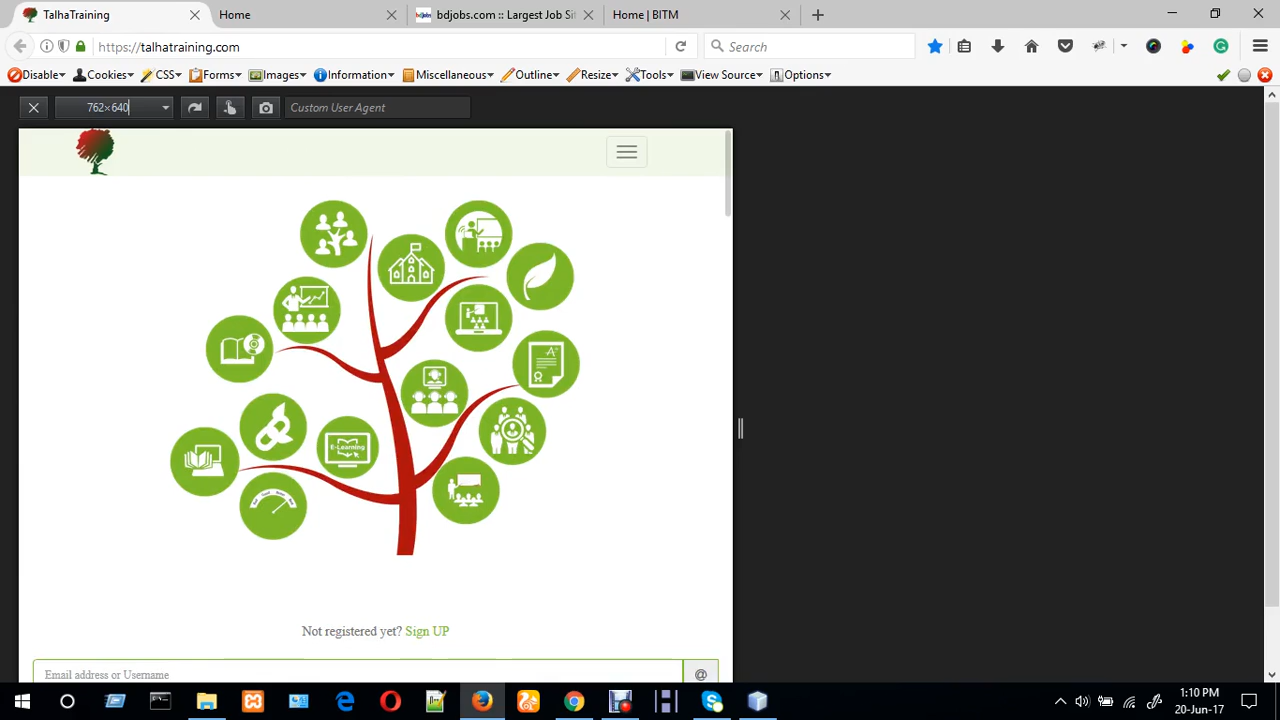 TalhaTraining
Home
bdjobs.com :: Largest Job Sit
Home | BITM
https://talhatraining.com
Search
Disable
Cookies
CSS
Forms
Images
Information
Miscellaneous
Outline
Resize
Tools
View Source
Options
762×640
Custom User Agent
A+
E-Learning
Not registered yet? Sign UP
Email address or Username
@
1:10 PM
20-Jun-17